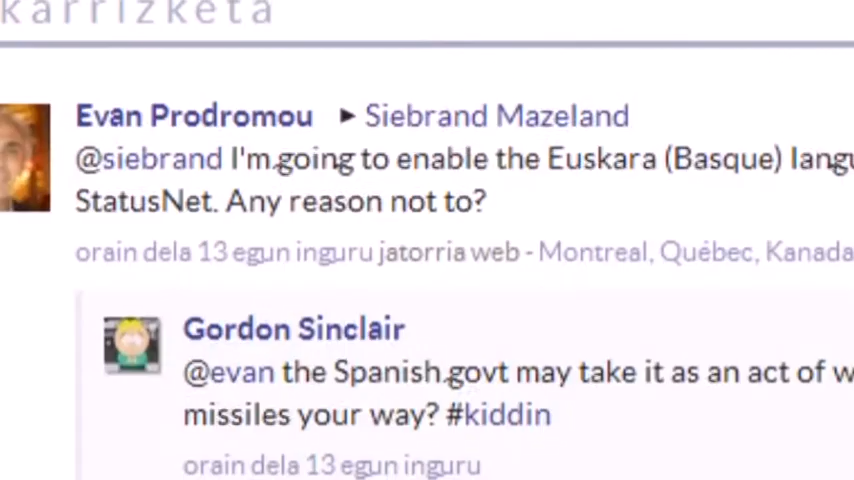 karrizketa
Evan Prodromou ► Siebrand Mazeland
@siebrand I'm going to enable the Euskara (Basque)
StatusNet. Any reason not to?
orain dela 13 egun inguru jatorria web - Montreal, Québec, Kanada
Gordon Sinclair
@evan the Spanish govt may take it as an act of
missiles your way? #kiddin
orain dela 13 egun inguru